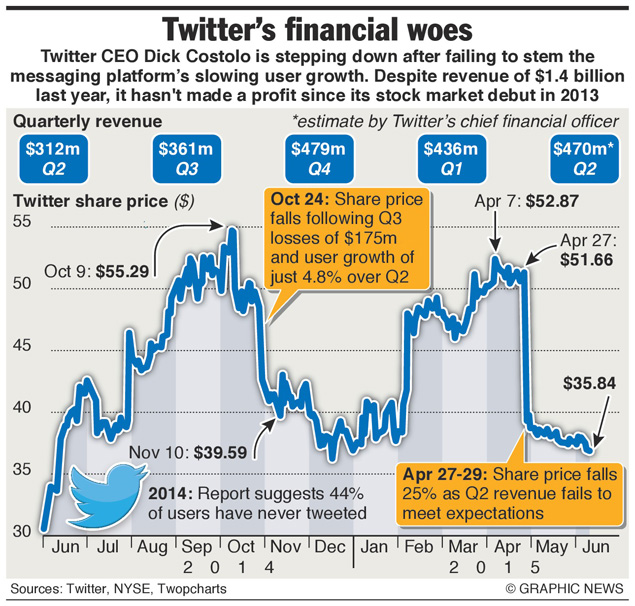 Twitter's financial woes
Twitter CEO Dick Costolo is stepping down after failing to stem the
messaging platform's slowing user growth. Despite revenue of $1.4 billion
last year, it hasn't made a profit since its stock market debut in 2013
Quarterly revenue
*estimate by Twitter's chief financial officer
$312m
Q2
$361m
Q3
$479m
Q4
$436m
Q1
$470m*
Q2
Twitter share price ($)
55
50
45
40
35
30
Oct 9: $55.29
Oct 24: Share price
falls following Q3
losses of $175m
and user growth of
just 4.8% over Q2
Apr 7: $52.87
Apr 27:
$51.66
$35.84
Nov 10: $39.59
2014: Report suggests 44%
of users have never tweeted
Apr 27-29: Share price falls
25% as Q2 revenue fails to
meet expectations
Jun Jul Aug Sep Oct Nov Dec Jan Feb Mar Apr May Jun
2 0 1 4 2 0 1 5
Sources: Twitter, NYSE, Twopcharts
© GRAPHIC NEWS